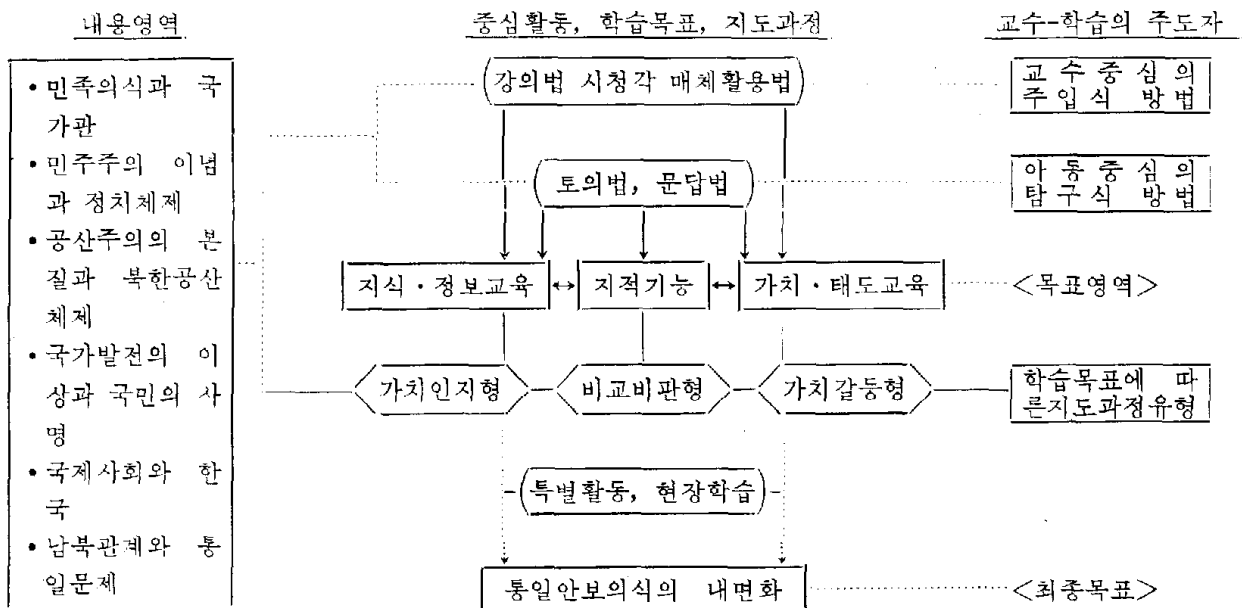 내용영역
중심활동, 학습목표, 지도과정
교수-학습의 주도자
• 민족의식과 국
가관
• 민주주의 이념
과 정치체제
• 공산주의의 본
질과 북한공산
체제
• 국가발전의 이
상과 국민의 사
명
• 국제사회와 한
국
• 남북관계와 통
일문제
강의법 시청각 매체활용법
교수중심의
주입식 방법
토의법, 문답법
아동중심의
탐구식 방법
지식·정보교육
지적기능
가치·태도교육
<목표영역>
가치인지형
비교비판형
가치갈등형
학습목표에 따
른지도과정유형
특별활동, 현장학습
통일안보의식의 내면화
<최종목표>